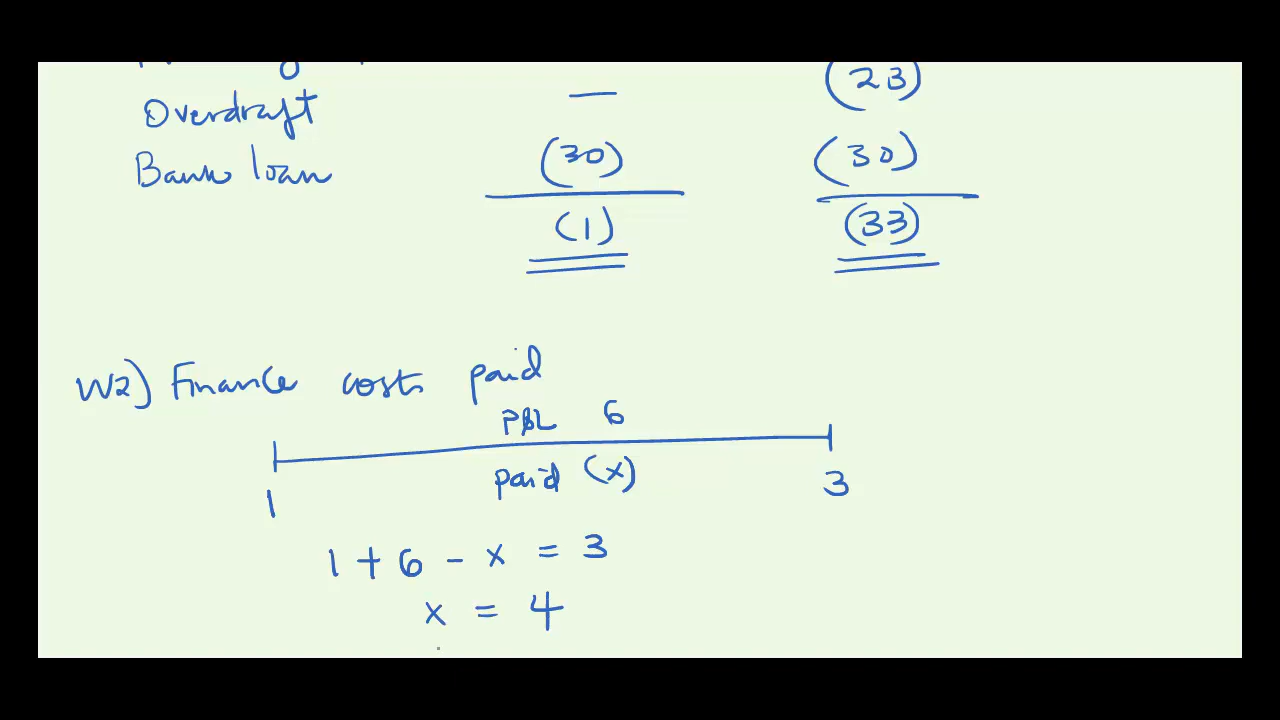 (23)
Overdraft —
Bank loan (30) (30)
(1) (33)
W2) Finance costs paid
P&L 6
paid (x)
1 3
1 + 6 - x = 3
x = 4